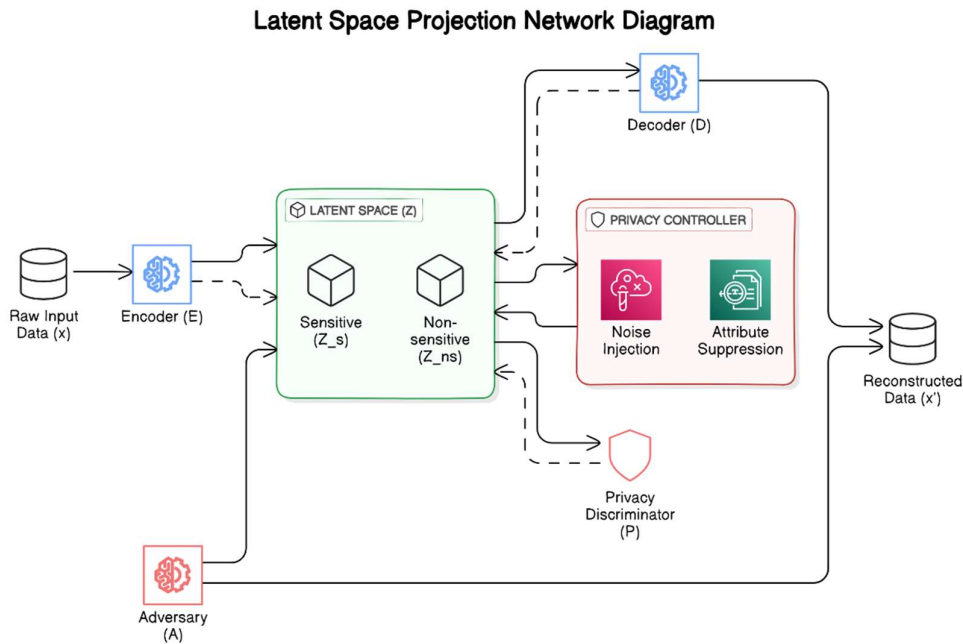 Latent Space Projection Network Diagram
Decoder (D)
LATENT SPACE (Z)
PRIVACY CONTROLLER
Raw Input
Data (x)
Encoder (E)
Sensitive
(Z_s)
Non-
sensitive
(Z_ns)
Noise
Injection
Attribute
Suppression
Reconstructed
Data (x')
Privacy
Discriminator
(P)
Adversary
(A)